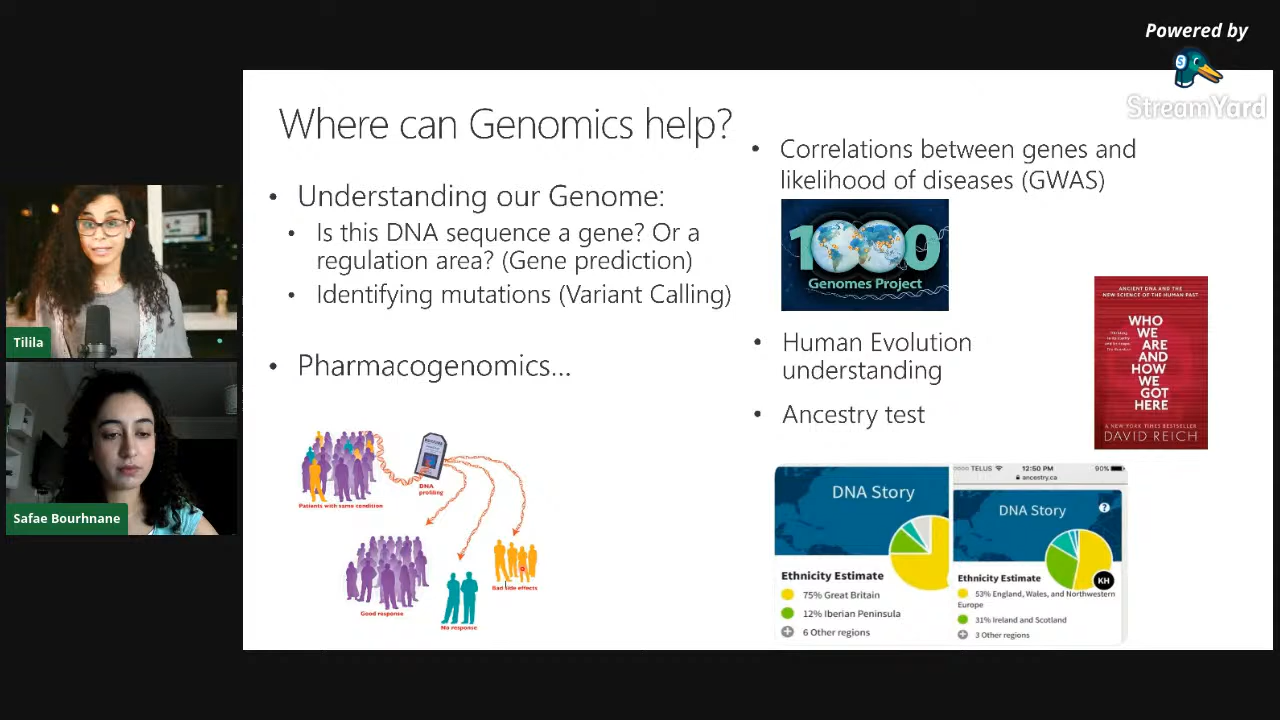 Powered by
StreamYard
Where can Genomics help?
• Understanding our Genome:
• Is this DNA sequence a gene? Or a
regulation area? (Gene prediction)
• Identifying mutations (Variant Calling)
• Pharmacogenomics...
Patients with same condition
DNA
profiling
Good response
No response
Bad side effects
• Correlations between genes and
likelihood of diseases (GWAS)
1000
Genomes Project
• Human Evolution
understanding
• Ancestry test
ANCIENT DNA AND THE
NEW SCIENCE OF THE HUMAN PAST
WHO
WE
ARE
AND
HOW
WE
GOT
HERE
A NEW YORK TIMES BESTSELLER
DAVID REICH
DNA Story
Ethnicity Estimate
75% Great Britain
12% Iberian Peninsula
6 Other regions
TELUS 12:50 PM 90%
ancestry.ca
DNA Story
?
KH
Ethnicity Estimate
53% England, Wales, and Northwestern
Europe
31% Ireland and Scotland
3 Other regions
Tilila
Safae Bourhnane